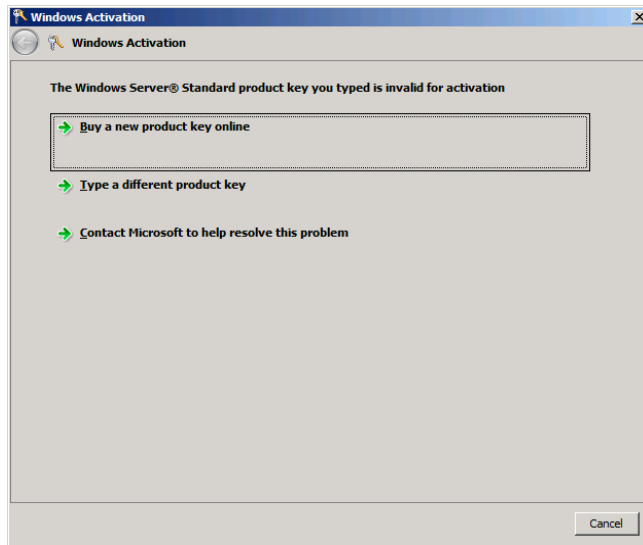 Windows Activation
Windows Activation
The Windows Server® Standard product key you typed is invalid for activation
Buy a new product key online
Type a different product key
Contact Microsoft to help resolve this problem
Cancel